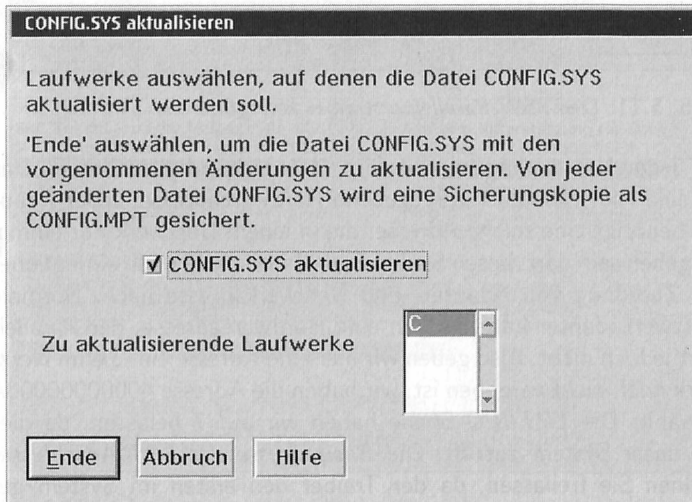 CONFIG.SYS aktualisieren
Laufwerke auswählen, auf denen die Datei CONFIG.SYS
aktualisiert werden soll.
'Ende' auswählen, um die Datei CONFIG.SYS mit den
vorgenommenen Änderungen zu aktualisieren. Von jeder
geänderten Datei CONFIG.SYS wird eine Sicherungskopie als
CONFIG.MPT gesichert.
CONFIG.SYS aktualisieren
C
Zu aktualisierende Laufwerke
Ende Abbruch Hilfe